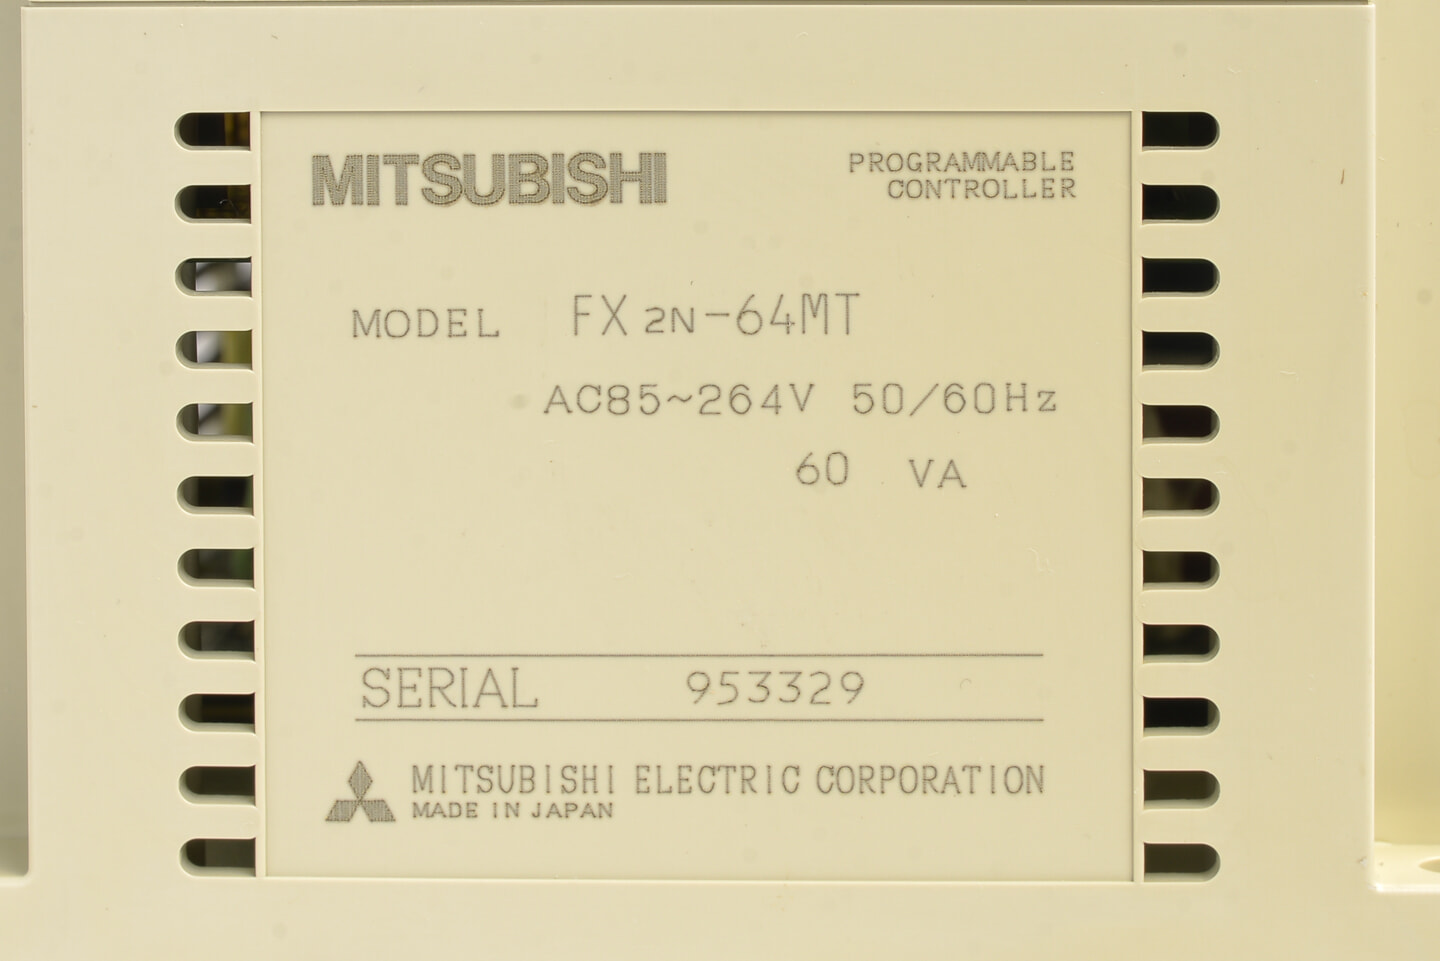 MITSUBISHI
PROGRAMMABLE
CONTROLLER
MODEL FX2N-64MT
AC85~264V 50/60Hz
60 VA
SERIAL 953329
MITSUBISHI ELECTRIC CORPORATION
MADE IN JAPAN